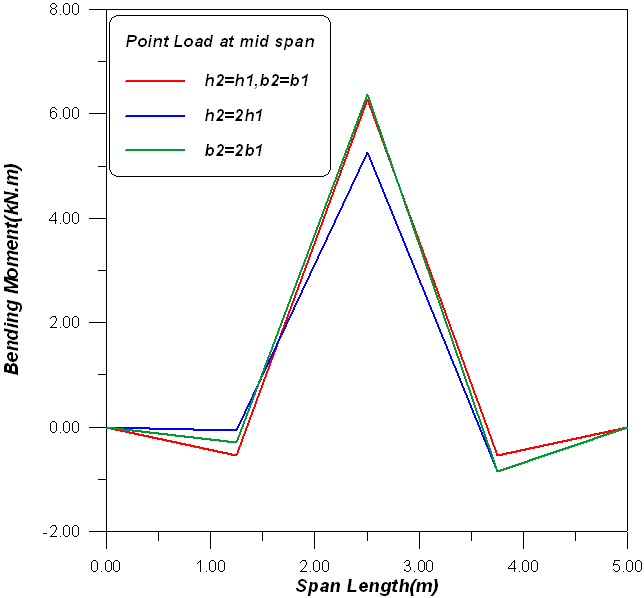 8.00
Point Load at mid span
h2=h1,b2=b1
6.00
h2=2h1
b2=2b1
4.00
Bending Moment(kN.m)
2.00
0.00
-2.00
0.00 1.00 2.00 3.00 4.00 5.00
Span Length(m)